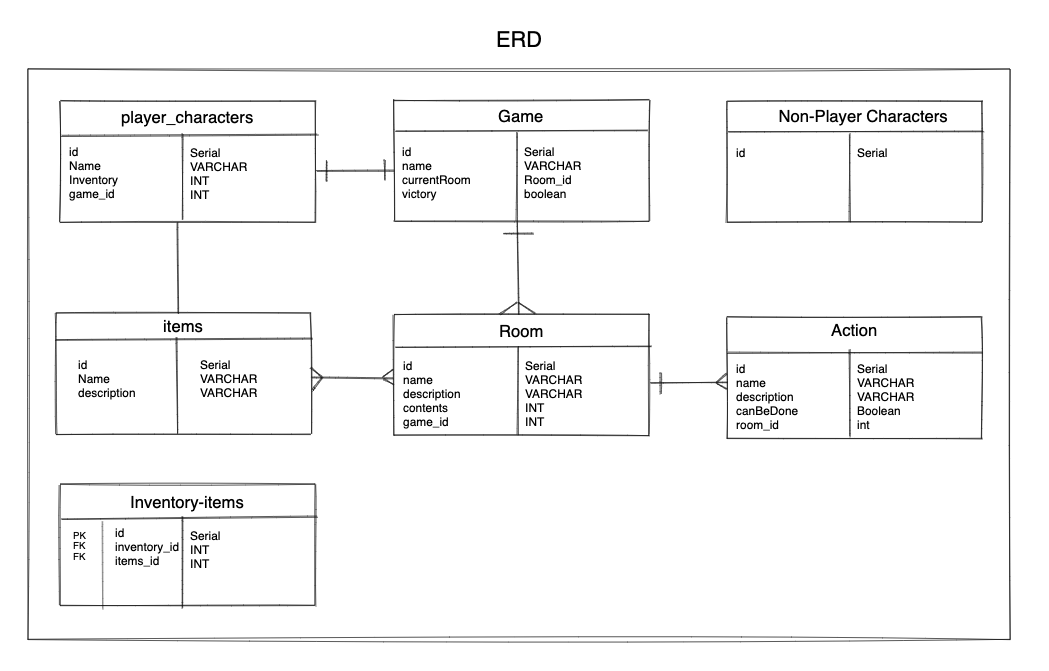 ERD
player_characters
id Serial
Name VARCHAR
Inventory INT
game_id INT
Game
id Serial
name VARCHAR
currentRoom Room_id
victory boolean
Non-Player Characters
id Serial
items
id Serial
Name VARCHAR
description VARCHAR
Room
id Serial
name VARCHAR
description VARCHAR
contents INT
game_id INT
Action
id Serial
name VARCHAR
description VARCHAR
canBeDone Boolean
room_id int
Inventory-items
PK id Serial
FK inventory_id INT
FK items_id INT